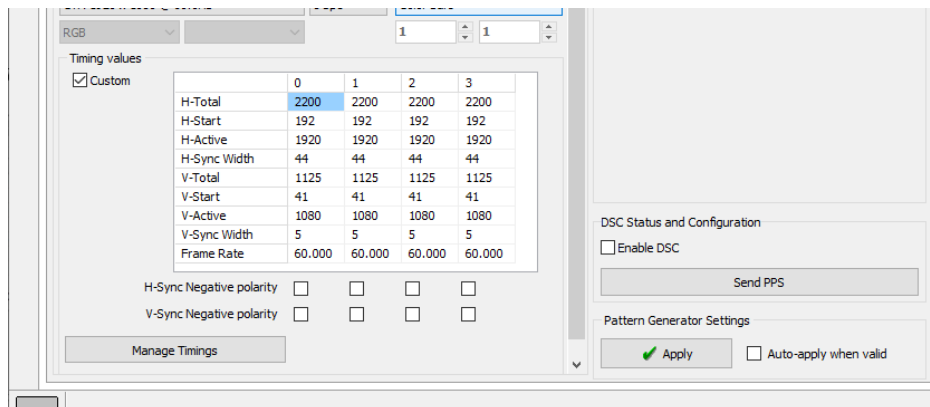 RGB
1
1
Timing values
Custom
0 1 2 3
H-Total 2200 2200 2200 2200
H-Start 192 192 192 192
H-Active 1920 1920 1920 1920
H-Sync Width 44 44 44 44
V-Total 1125 1125 1125 1125
V-Start 41 41 41 41
V-Active 1080 1080 1080 1080
V-Sync Width 5 5 5 5
Frame Rate 60.000 60.000 60.000 60.000
H-Sync Negative polarity
V-Sync Negative polarity
Manage Timings
DSC Status and Configuration
Enable DSC
Send PPS
Pattern Generator Settings
Apply
Auto-apply when valid